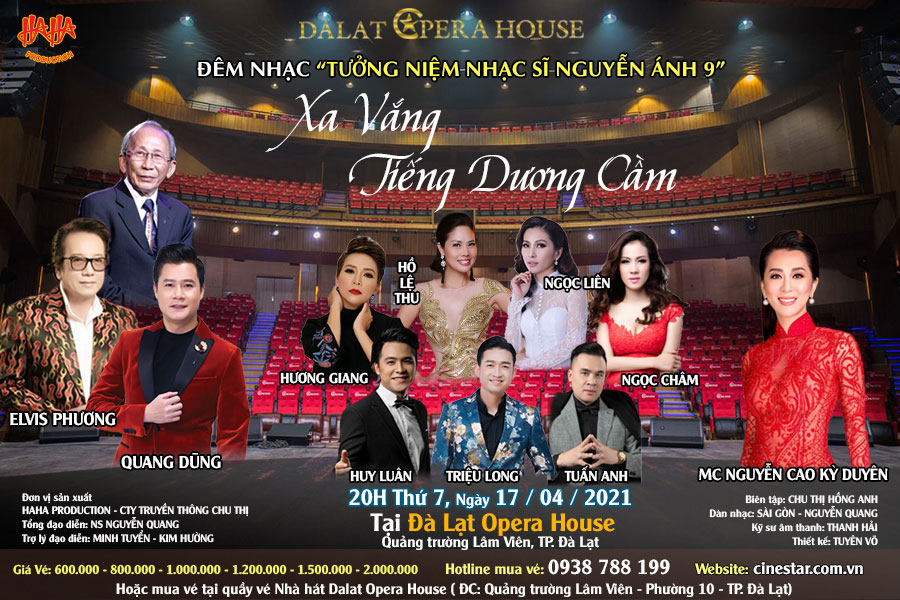 HAHA
PRODUCTION
DALAT OPERA HOUSE
ĐÊM NHẠC “TƯỞNG NIỆM NHẠC SĨ NGUYỄN ÁNH 9”
Xa Vắng
Tiếng Dương Cầm
ELVIS PHƯƠNG
QUANG DŨNG
HƯƠNG GIANG
HỒ
LỆ
THU
NGỌC LIÊN
NGỌC CHÂM
HUY LUÂN
TRIỆU LONG
TUẤN ANH
MC NGUYỄN CAO KỲ DUYÊN
20H Thứ 7, Ngày 17 / 04 / 2021
Tại Đà Lạt Opera House
Quảng trường Lâm Viên, TP. Đà Lạt
Đơn vị sản xuất
HAHA PRODUCTION - CTY TRUYỀN THÔNG CHU THỊ
Tổng đạo diễn: NS NGUYỄN QUANG
Trợ lý đạo diễn: MINH TUYỀN - KIM HƯỜNG
Biên tập: CHU THỊ HỒNG ANH
Dàn nhạc: SÀI GÒN - NGUYỄN QUANG
Kỹ sư âm thanh: THANH HẢI
Thiết kế: TUYÊN VÕ
Giá Vé: 600.000 - 800.000 - 1.000.000 - 1.200.000 - 1.500.000 - 2.000.000 Hotline mua vé: 0938 788 199 Website: cinestar.com.vn
Hoặc mua vé tại quầy vé Nhà hát Dalat Opera House ( ĐC: Quảng trường Lâm Viên - Phường 10 - TP. Đà Lạt)